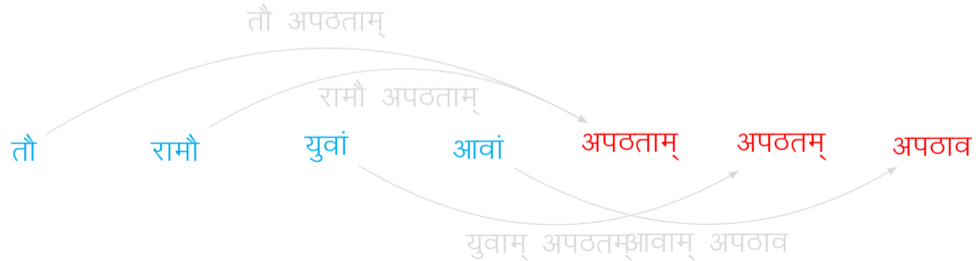 तौ अपठताम्
रामौ अपठताम्
तौ रामौ युवां आवां अपठताम् अपठतम् अपठाव
युवाम् अपठतम् आवाम् अपठाव